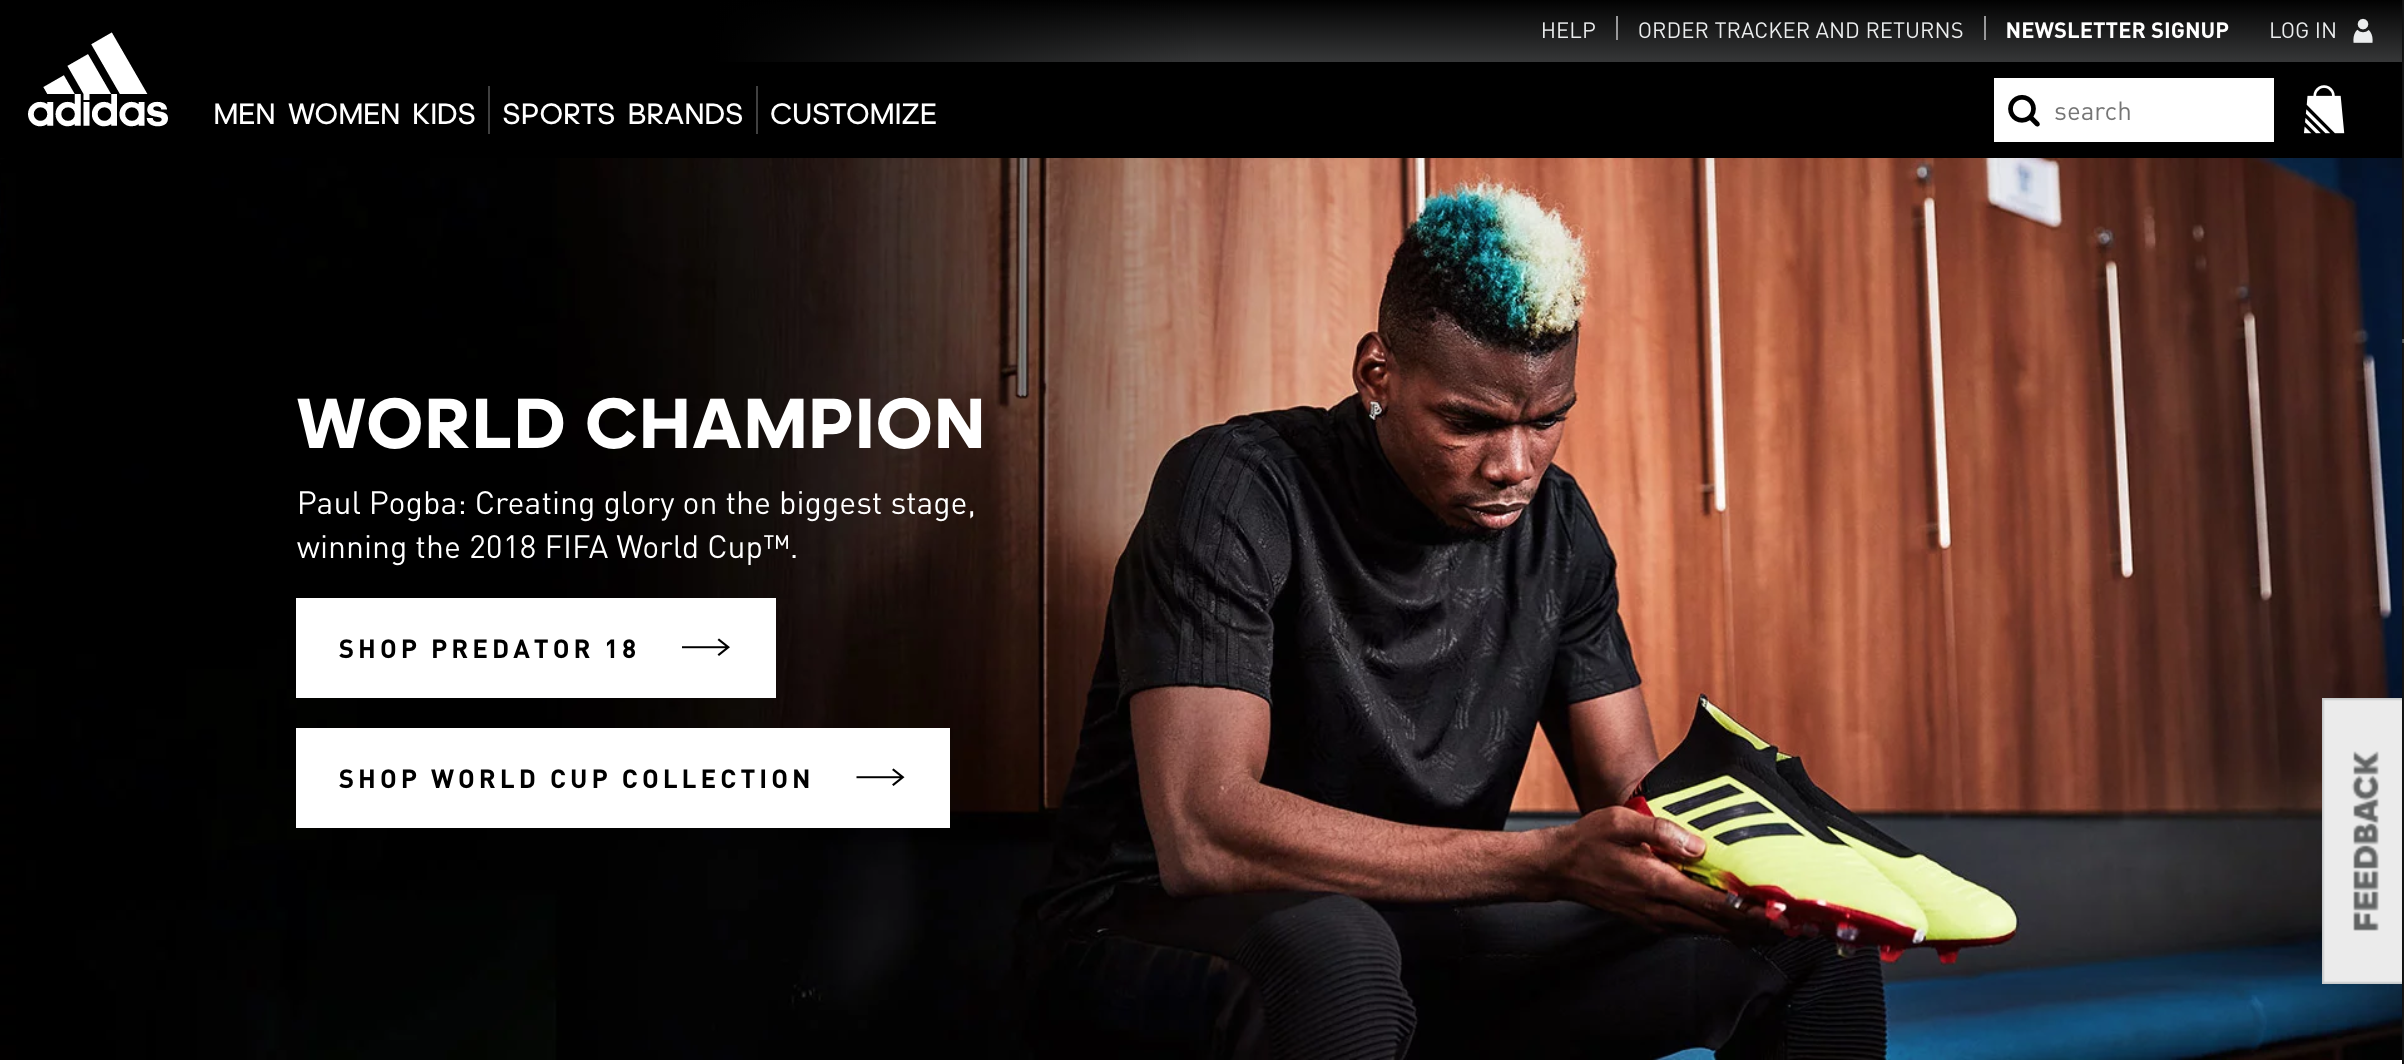 HELP ORDER TRACKER AND RETURNS NEWSLETTER SIGNUP LOG IN
adidas
MEN WOMEN KIDS SPORTS BRANDS CUSTOMIZE
search
WORLD CHAMPION
Paul Pogba: Creating glory on the biggest stage,
winning the 2018 FIFA World Cup™.
SHOP PREDATOR 18
SHOP WORLD CUP COLLECTION
FEEDBACK